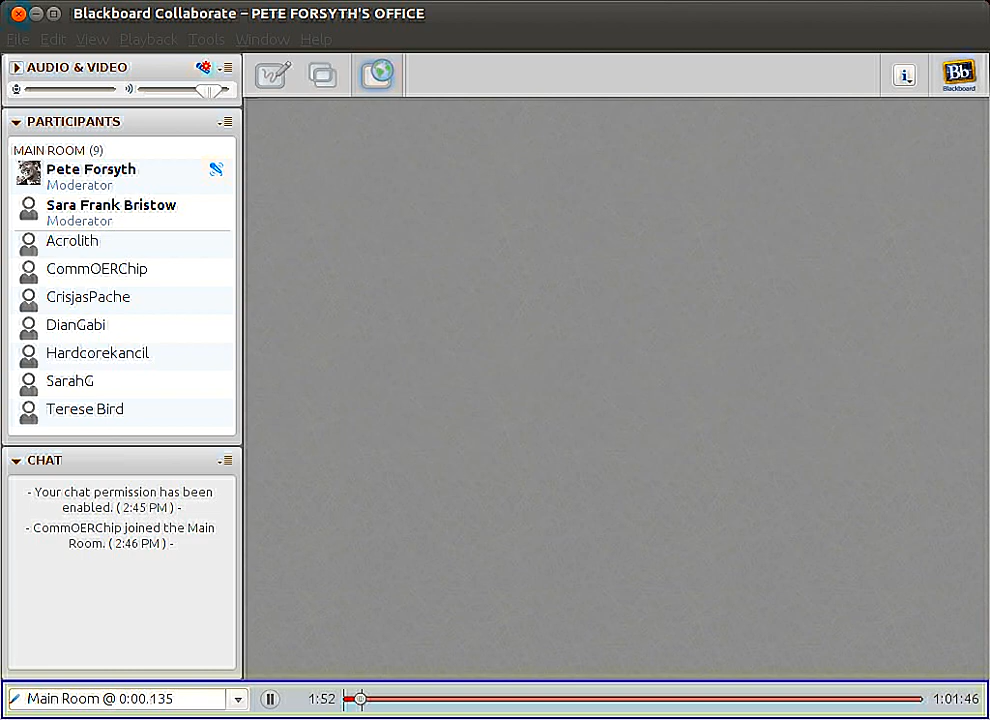 Blackboard Collaborate – PETE FORSYTH'S OFFICE
File Edit View Playback Tools Window Help
AUDIO & VIDEO
PARTICIPANTS
MAIN ROOM (9)
Pete Forsyth
Moderator
Sara Frank Bristow
Moderator
Acrolith
CommOERChip
CrisjasPache
DianGabi
Hardcorekancil
SarahG
Terese Bird
CHAT
- Your chat permission has been
enabled. ( 2:45 PM ) -
- CommOERChip joined the Main
Room. ( 2:46 PM ) -
i
Bb
Blackboard
Main Room @ 0:00.135
1:52
1:01:46